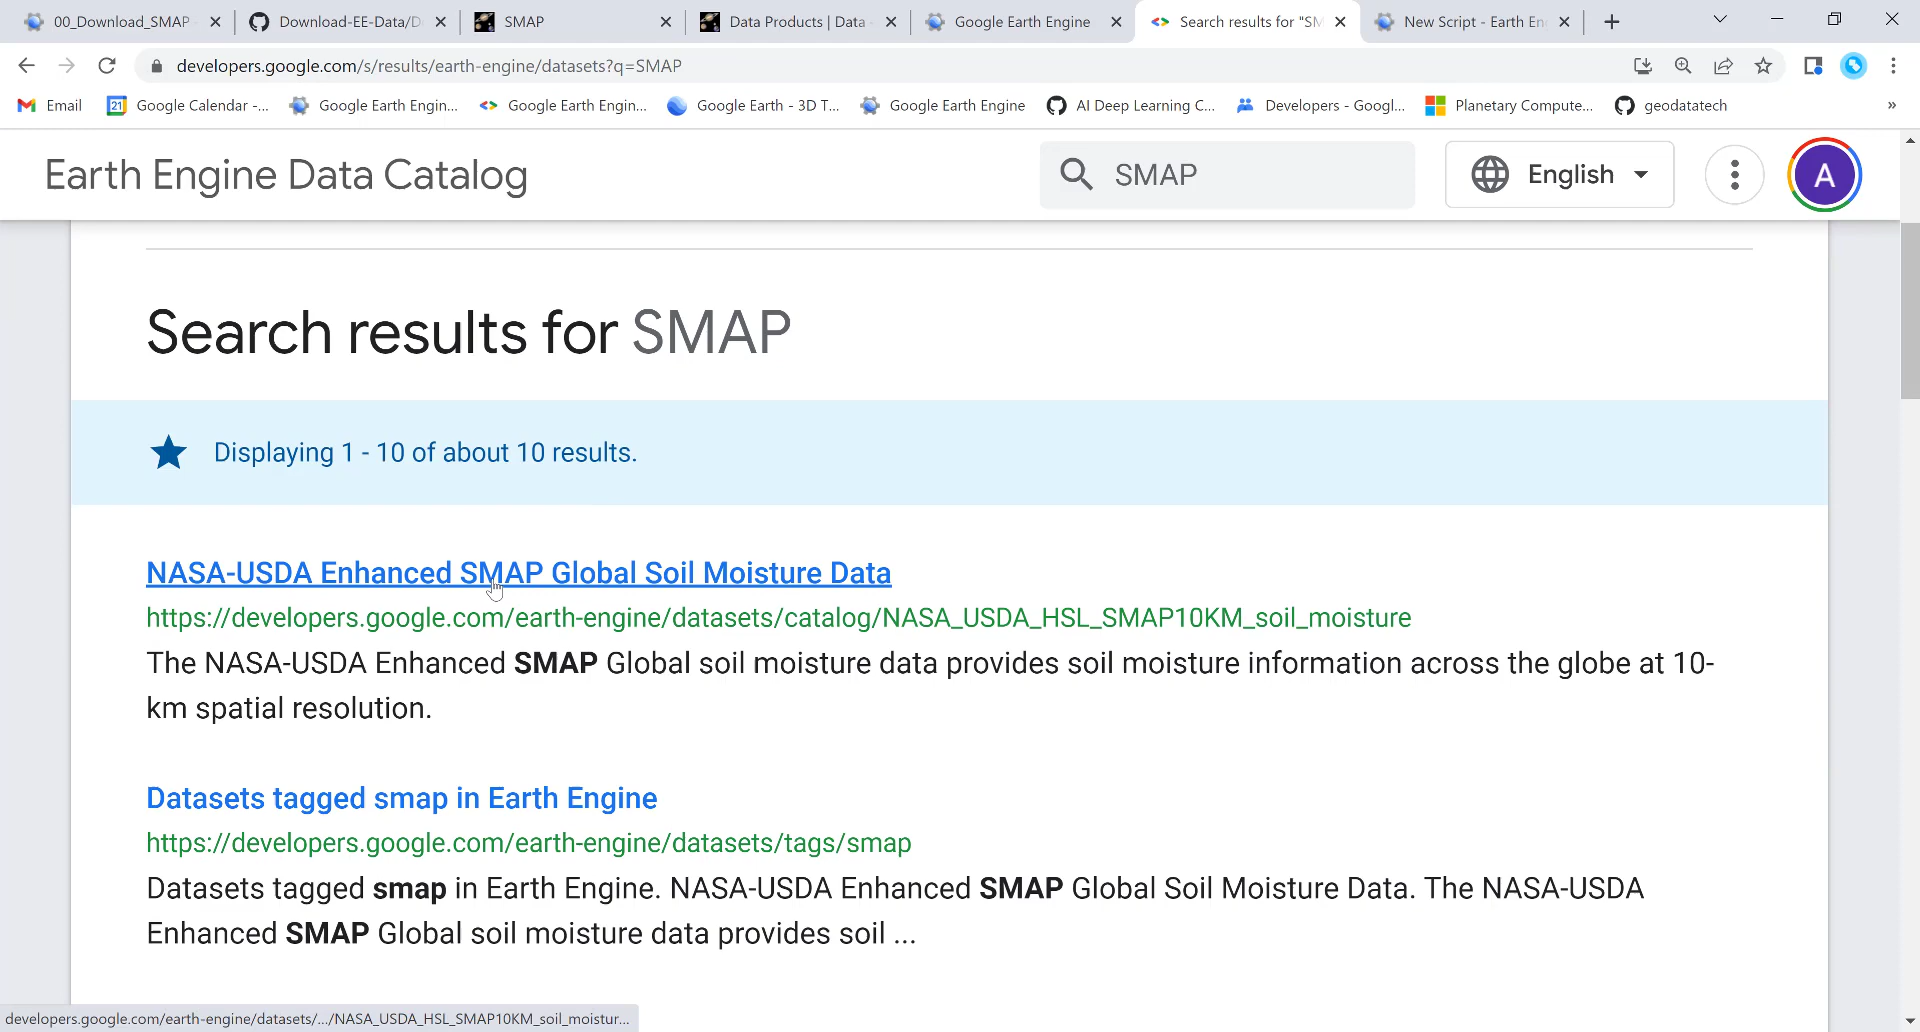 00_Download_SMAP
Download-EE-Data/D
SMAP
Data Products | Data
Google Earth Engine
Search results for "SM
New Script - Earth En
developers.google.com/s/results/earth-engine/datasets?q=SMAP
Email
21
Google Calendar -...
Google Earth Engin...
Google Earth Engin...
Google Earth - 3D T...
Google Earth Engine
AI Deep Learning C...
Developers - Googl...
Planetary Compute...
geodatatech
»
Earth Engine Data Catalog
SMAP
English
A
Search results for SMAP
Displaying 1 - 10 of about 10 results.
NASA-USDA Enhanced SMAP Global Soil Moisture Data
https://developers.google.com/earth-engine/datasets/catalog/NASA_USDA_HSL_SMAP10KM_soil_moisture
The NASA-USDA Enhanced SMAP Global soil moisture data provides soil moisture information across the globe at 10-
km spatial resolution.
Datasets tagged smap in Earth Engine
https://developers.google.com/earth-engine/datasets/tags/smap
Datasets tagged smap in Earth Engine. NASA-USDA Enhanced SMAP Global Soil Moisture Data. The NASA-USDA
Enhanced SMAP Global soil moisture data provides soil ...
developers.google.com/earth-engine/datasets/.../NASA_USDA_HSL_SMAP10KM_soil_moistur...